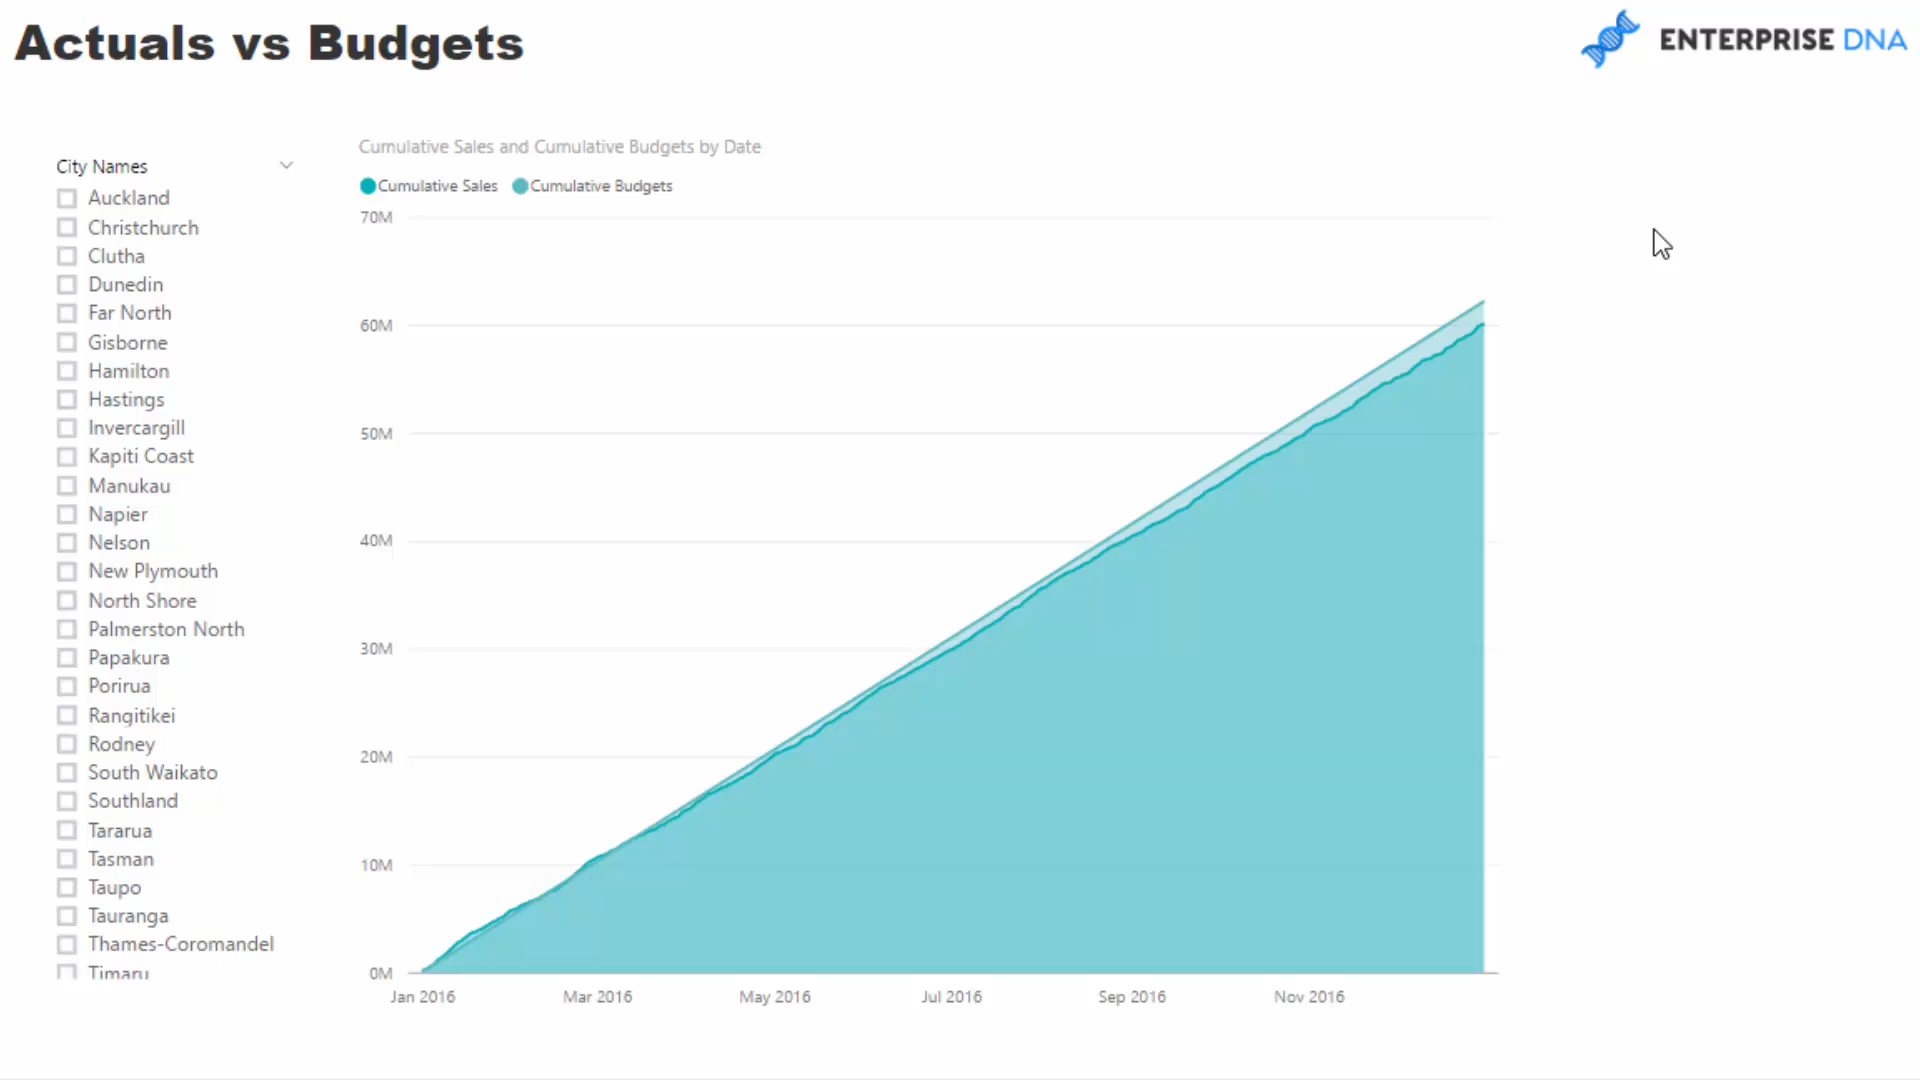 Actuals vs Budgets
ENTERPRISE DNA
City Names
Auckland
Christchurch
Clutha
Dunedin
Far North
Gisborne
Hamilton
Hastings
Invercargill
Kapiti Coast
Manukau
Napier
Nelson
New Plymouth
North Shore
Palmerston North
Papakura
Porirua
Rangitikei
Rodney
South Waikato
Southland
Tararua
Tasman
Taupo
Tauranga
Thames-Coromandel
Timaru
Cumulative Sales and Cumulative Budgets by Date
Cumulative Sales Cumulative Budgets
70M
60M
50M
40M
30M
20M
10M
0M
Jan 2016 Mar 2016 May 2016 Jul 2016 Sep 2016 Nov 2016